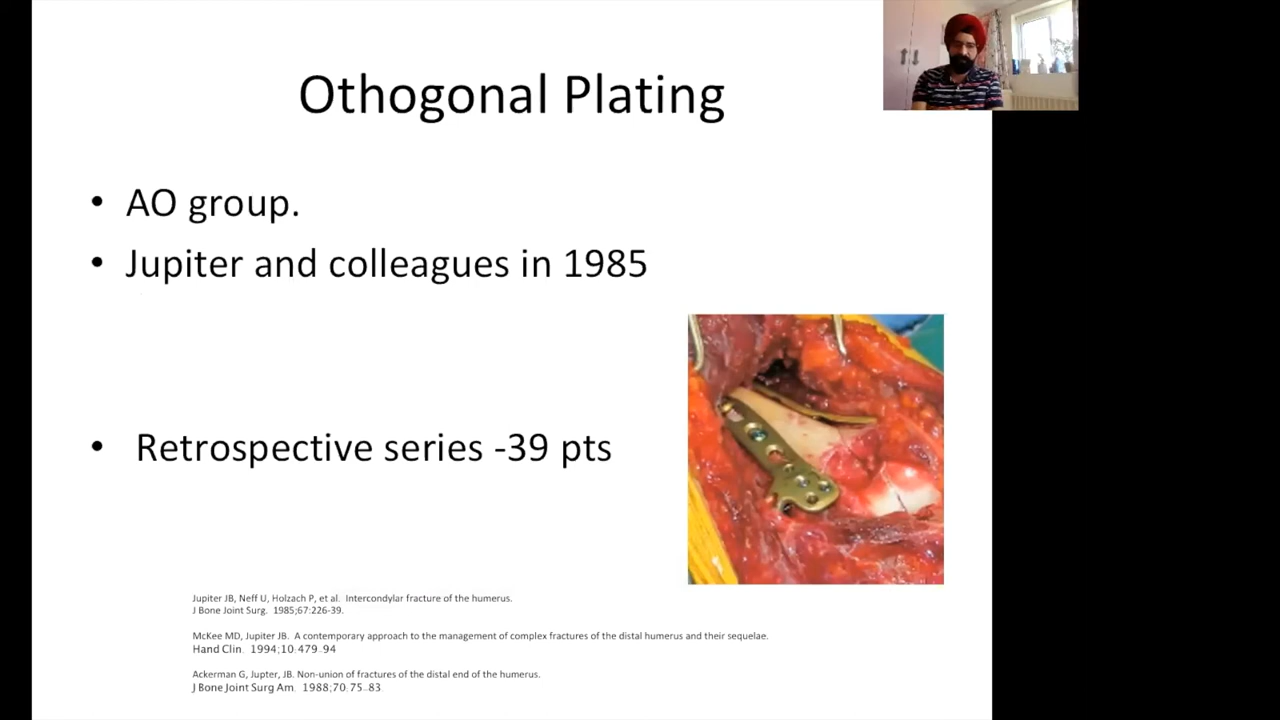 Othogonal Plating
• AO group.
• Jupiter and colleagues in 1985
• Retrospective series -39 pts
Jupiter JB, Neff U, Holzach P, et al. Intercondylar fracture of the humerus.
J Bone Joint Surg. 1985;67:226-39.
McKee MD, Jupiter JB. A contemporary approach to the management of complex fractures of the distal humerus and their sequelae.
Hand Clin. 1994;10:479-94
Ackerman G, Jupter, JB. Non-union of fractures of the distal end of the humerus.
J Bone Joint Surg Am. 1988;70:75-83